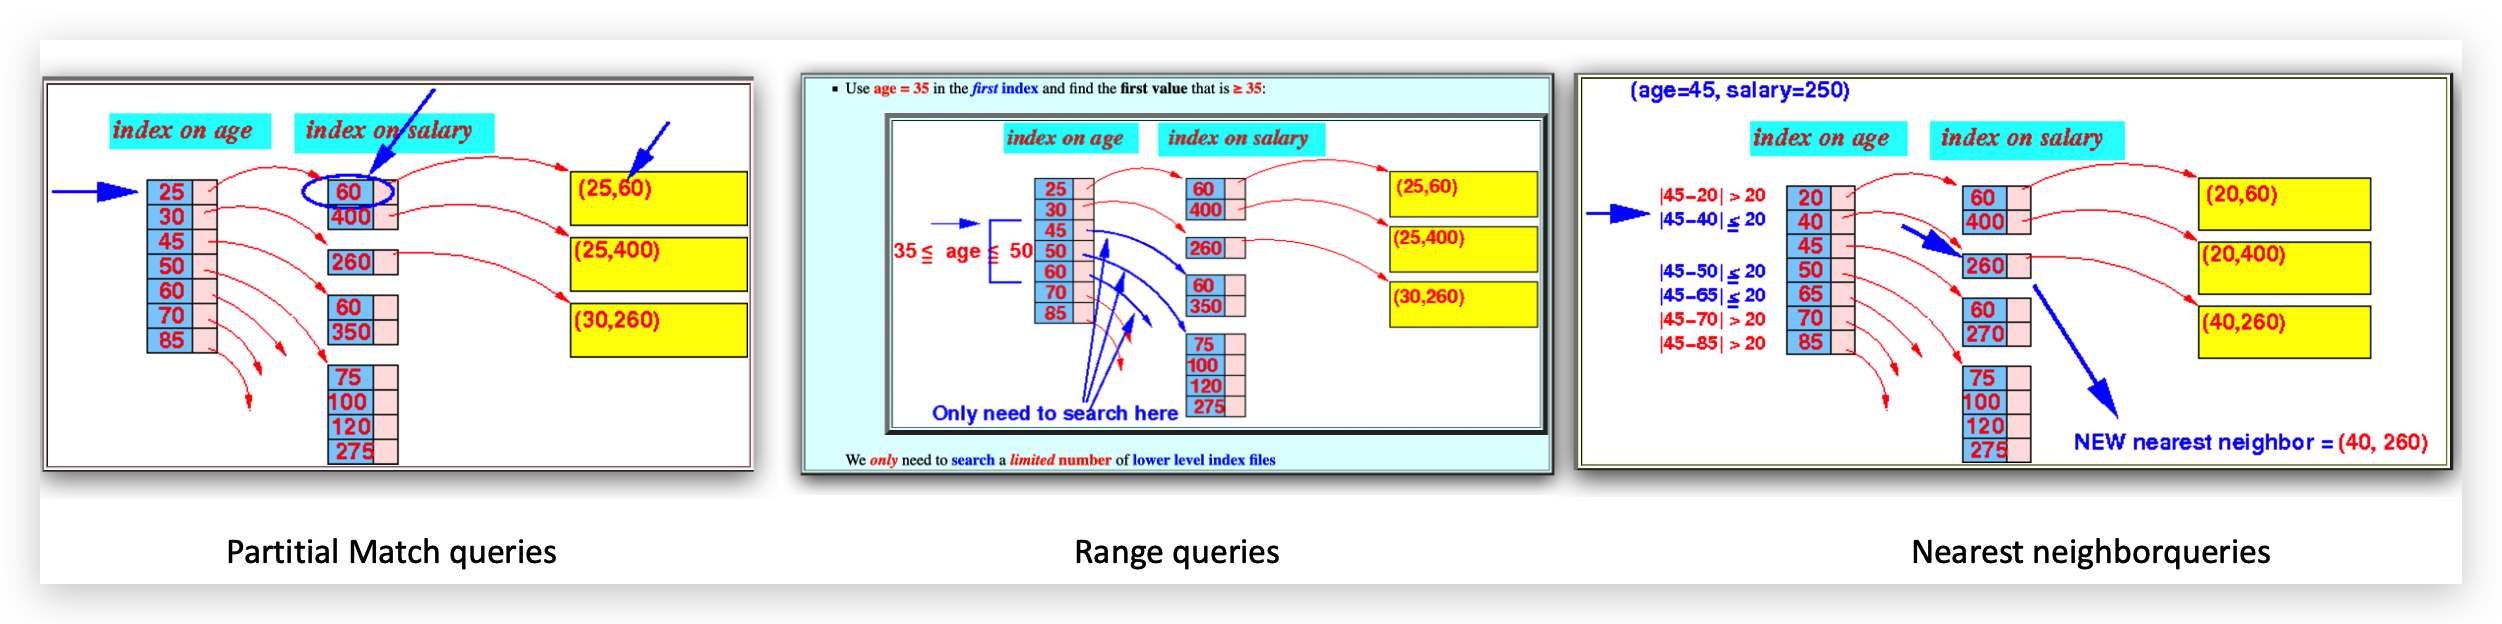 index on age
index on salary
25
30
45
50
60
70
85
60
400
260
60
350
75
100
120
275
(25,60)
(25,400)
(30,260)
Partitial Match queries
▪ Use age = 35 in the first index and find the first value that is ≥ 35:
index on age
index on salary
25
30
45
50
60
70
85
35 ≤ age ≤ 50
60
400
260
60
350
75
100
120
275
(25,60)
(25,400)
(30,260)
Only need to search here
We only need to search a limited number of lower level index files
Range queries
(age=45, salary=250)
index on age
index on salary
|45-20| > 20
|45-40| ≤ 20
|45-50| ≤ 20
|45-65| ≤ 20
|45-70| > 20
|45-85| > 20
20
40
45
50
65
70
85
60
400
260
60
270
75
100
120
275
(20,60)
(20,400)
(40,260)
NEW nearest neighbor = (40, 260)
Nearest neighborqueries